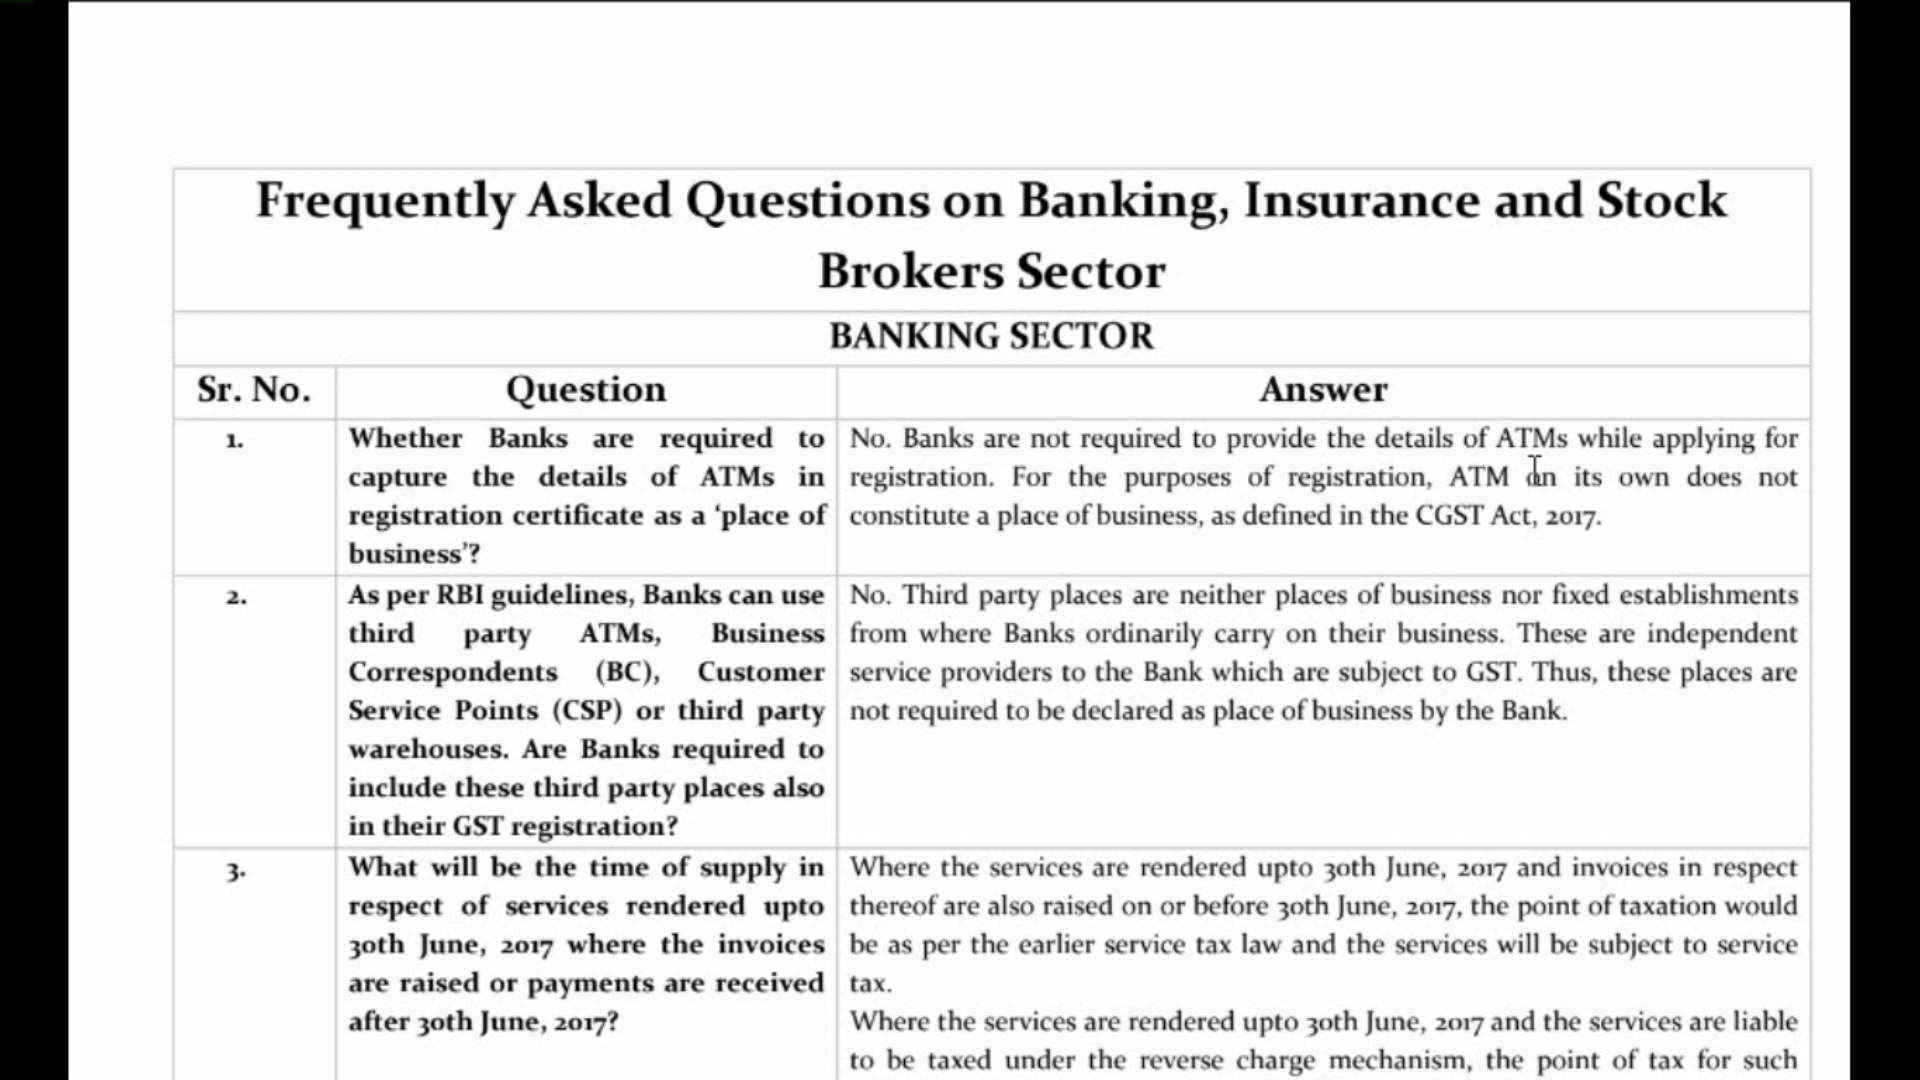 Frequently Asked Questions on Banking, Insurance and Stock
Brokers Sector
BANKING SECTOR
Sr. No.
Question
Answer
1.
Whether Banks are required to
capture the details of ATMs in
registration certificate as a ‘place of
business’?
No. Banks are not required to provide the details of ATMs while applying for
registration. For the purposes of registration, ATM on its own does not
constitute a place of business, as defined in the CGST Act, 2017.
2.
As per RBI guidelines, Banks can use
third party ATMs, Business
Correspondents (BC), Customer
Service Points (CSP) or third party
warehouses. Are Banks required to
include these third party places also
in their GST registration?
No. Third party places are neither places of business nor fixed establishments
from where Banks ordinarily carry on their business. These are independent
service providers to the Bank which are subject to GST. Thus, these places are
not required to be declared as place of business by the Bank.
3.
What will be the time of supply in
respect of services rendered upto
30th June, 2017 where the invoices
are raised or payments are received
after 30th June, 2017?
Where the services are rendered upto 30th June, 2017 and invoices in respect
thereof are also raised on or before 30th June, 2017, the point of taxation would
be as per the earlier service tax law and the services will be subject to service
tax.
Where the services are rendered upto 30th June, 2017 and the services are liable
to be taxed under the reverse charge mechanism, the point of tax for such